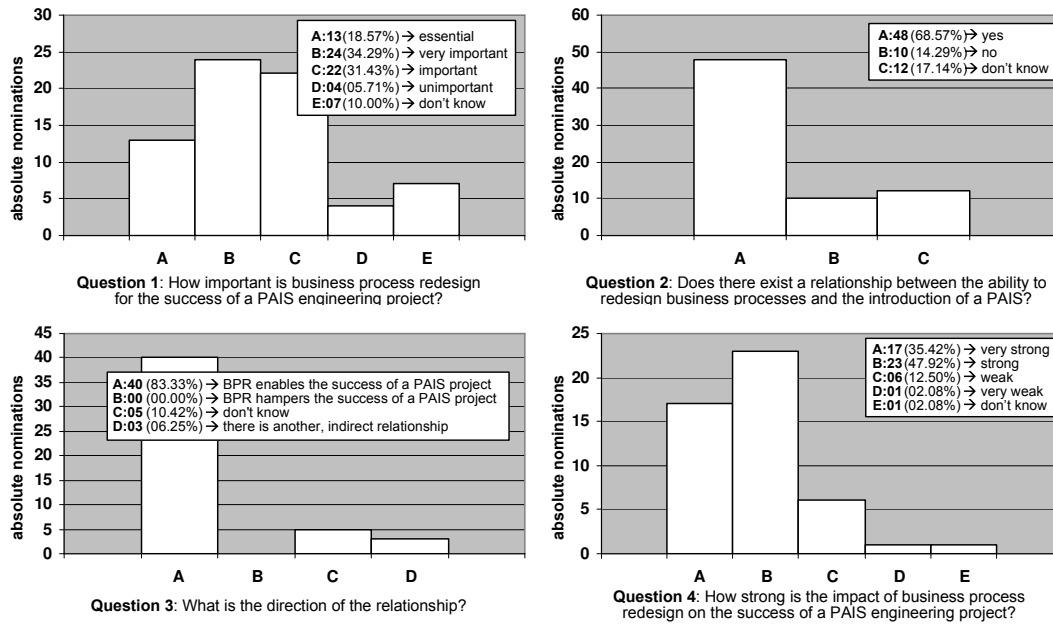 absolute nominations
30
25
20
15
10
5
0
A:13(18.57%)→ essential
B:24(34.29%)→ very important
C:22(31.43%)→ important
D:04(05.71%)→ unimportant
E:07(10.00%)→ don't know
A B C D E
Question 1: How important is business process redesign
for the success of a PAIS engineering project?
absolute nominations
60
50
40
30
20
10
0
A:48(68.57%)→ yes
B:10(14.29%)→ no
C:12(17.14%)→ don't know
A B C
Question 2: Does there exist a relationship between the ability to
redesign business processes and the introduction of a PAIS?
absolute nominations
45
40
35
30
25
20
15
10
5
0
A:40 (83.33%)→ BPR enables the success of a PAIS project
B:00 (00.00%)→ BPR hampers the success of a PAIS project
C:05 (10.42%)→ don't know
D:03 (06.25%)→ there is another, indirect relationship
A B C D
Question 3: What is the direction of the relationship?
absolute nominations
25
20
15
10
5
0
A:17(35.42%)→ very strong
B:23(47.92%)→ strong
C:06(12.50%)→ weak
D:01(02.08%)→ very weak
E:01(02.08%)→ don't know
A B C D E
Question 4: How strong is the impact of business process
redesign on the success of a PAIS engineering project?